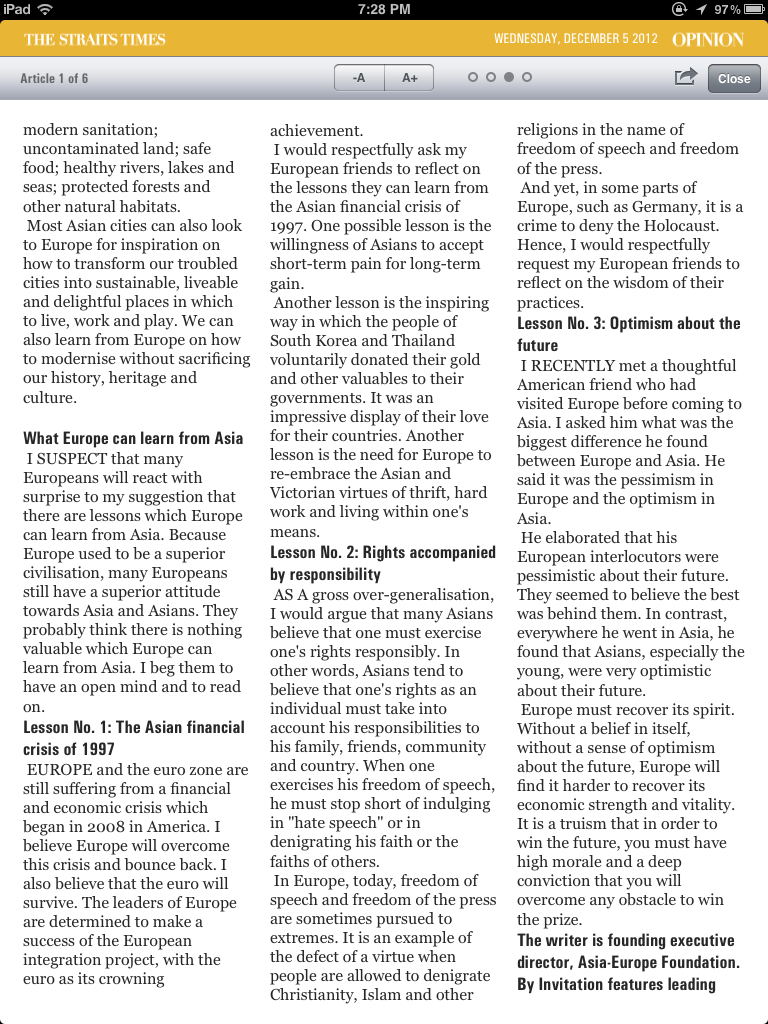 iPad 7:28 PM 97%
THE STRAITS TIMES WEDNESDAY, DECEMBER 5 2012 OPINION
Article 1 of 6 -A A+ Close
modern sanitation;
uncontaminated land; safe
food; healthy rivers, lakes and
seas; protected forests and
other natural habitats.
Most Asian cities can also look
to Europe for inspiration on
how to transform our troubled
cities into sustainable, liveable
and delightful places in which
to live, work and play. We can
also learn from Europe on how
to modernise without sacrificing
our history, heritage and
culture.
What Europe can learn from Asia
I SUSPECT that many
Europeans will react with
surprise to my suggestion that
there are lessons which Europe
can learn from Asia. Because
Europe used to be a superior
civilisation, many Europeans
still have a superior attitude
towards Asia and Asians. They
probably think there is nothing
valuable which Europe can
learn from Asia. I beg them to
have an open mind and to read
on.
Lesson No. 1: The Asian financial
crisis of 1997
EUROPE and the euro zone are
still suffering from a financial
and economic crisis which
began in 2008 in America. I
believe Europe will overcome
this crisis and bounce back. I
also believe that the euro will
survive. The leaders of Europe
are determined to make a
success of the European
integration project, with the
euro as its crowning
achievement.
I would respectfully ask my
European friends to reflect on
the lessons they can learn from
the Asian financial crisis of
1997. One possible lesson is the
willingness of Asians to accept
short-term pain for long-term
gain.
Another lesson is the inspiring
way in which the people of
South Korea and Thailand
voluntarily donated their gold
and other valuables to their
governments. It was an
impressive display of their love
for their countries. Another
lesson is the need for Europe to
re-embrace the Asian and
Victorian virtues of thrift, hard
work and living within one's
means.
Lesson No. 2: Rights accompanied
by responsibility
AS A gross over-generalisation,
I would argue that many Asians
believe that one must exercise
one's rights responsibly. In
other words, Asians tend to
believe that one's rights as an
individual must take into
account his responsibilities to
his family, friends, community
and country. When one
exercises his freedom of speech,
he must stop short of indulging
in "hate speech" or in
denigrating his faith or the
faiths of others.
In Europe, today, freedom of
speech and freedom of the press
are sometimes pursued to
extremes. It is an example of
the defect of a virtue when
people are allowed to denigrate
Christianity, Islam and other
religions in the name of
freedom of speech and freedom
of the press.
And yet, in some parts of
Europe, such as Germany, it is a
crime to deny the Holocaust.
Hence, I would respectfully
request my European friends to
reflect on the wisdom of their
practices.
Lesson No. 3: Optimism about the
future
I RECENTLY met a thoughtful
American friend who had
visited Europe before coming to
Asia. I asked him what was the
biggest difference he found
between Europe and Asia. He
said it was the pessimism in
Europe and the optimism in
Asia.
He elaborated that his
European interlocutors were
pessimistic about their future.
They seemed to believe the best
was behind them. In contrast,
everywhere he went in Asia, he
found that Asians, especially the
young, were very optimistic
about their future.
Europe must recover its spirit.
Without a belief in itself,
without a sense of optimism
about the future, Europe will
find it harder to recover its
economic strength and vitality.
It is a truism that in order to
win the future, you must have
high morale and a deep
conviction that you will
overcome any obstacle to win
the prize.
The writer is founding executive
director, Asia-Europe Foundation.
By Invitation features leading